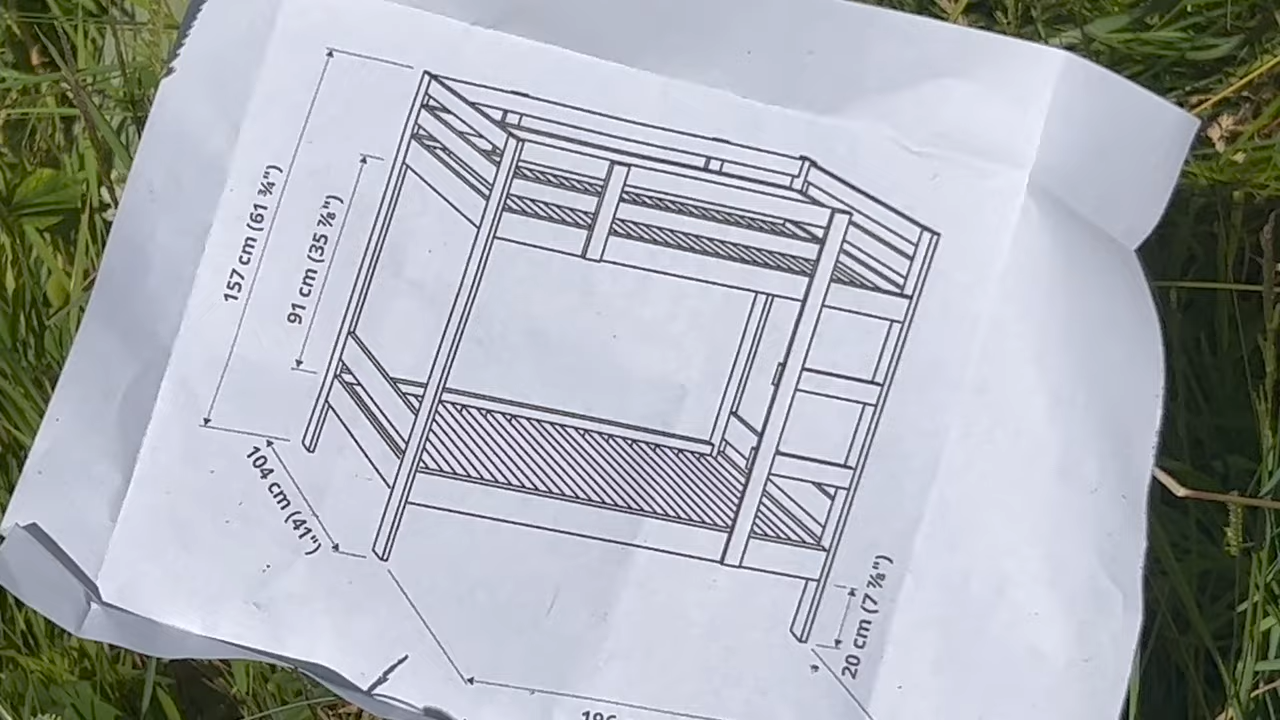 157 cm (61 ¾")
91 cm (35 ⅞")
104 cm (41")
20 cm (7 ⅞")